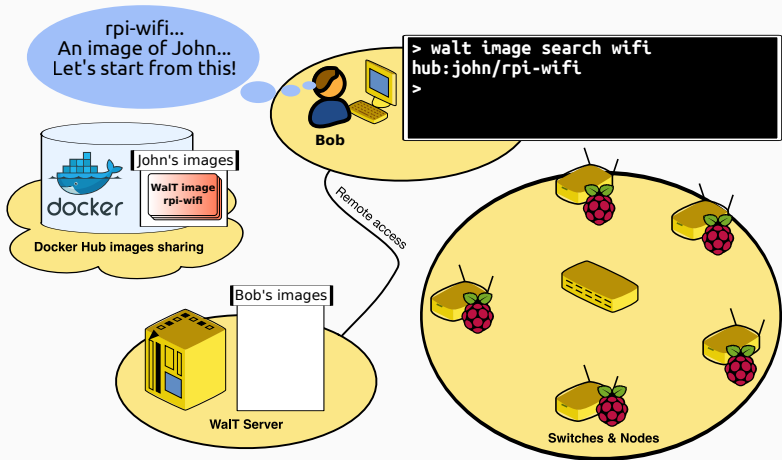 rpi-wifi...
An image of John...
Let's start from this!
> walt image search wifi
hub:john/rpi-wifi
>
Bob
John's images
WalT image
rpi-wifi
docker
Docker Hub images sharing
Remote access
Bob's images
WalT Server
Switches & Nodes